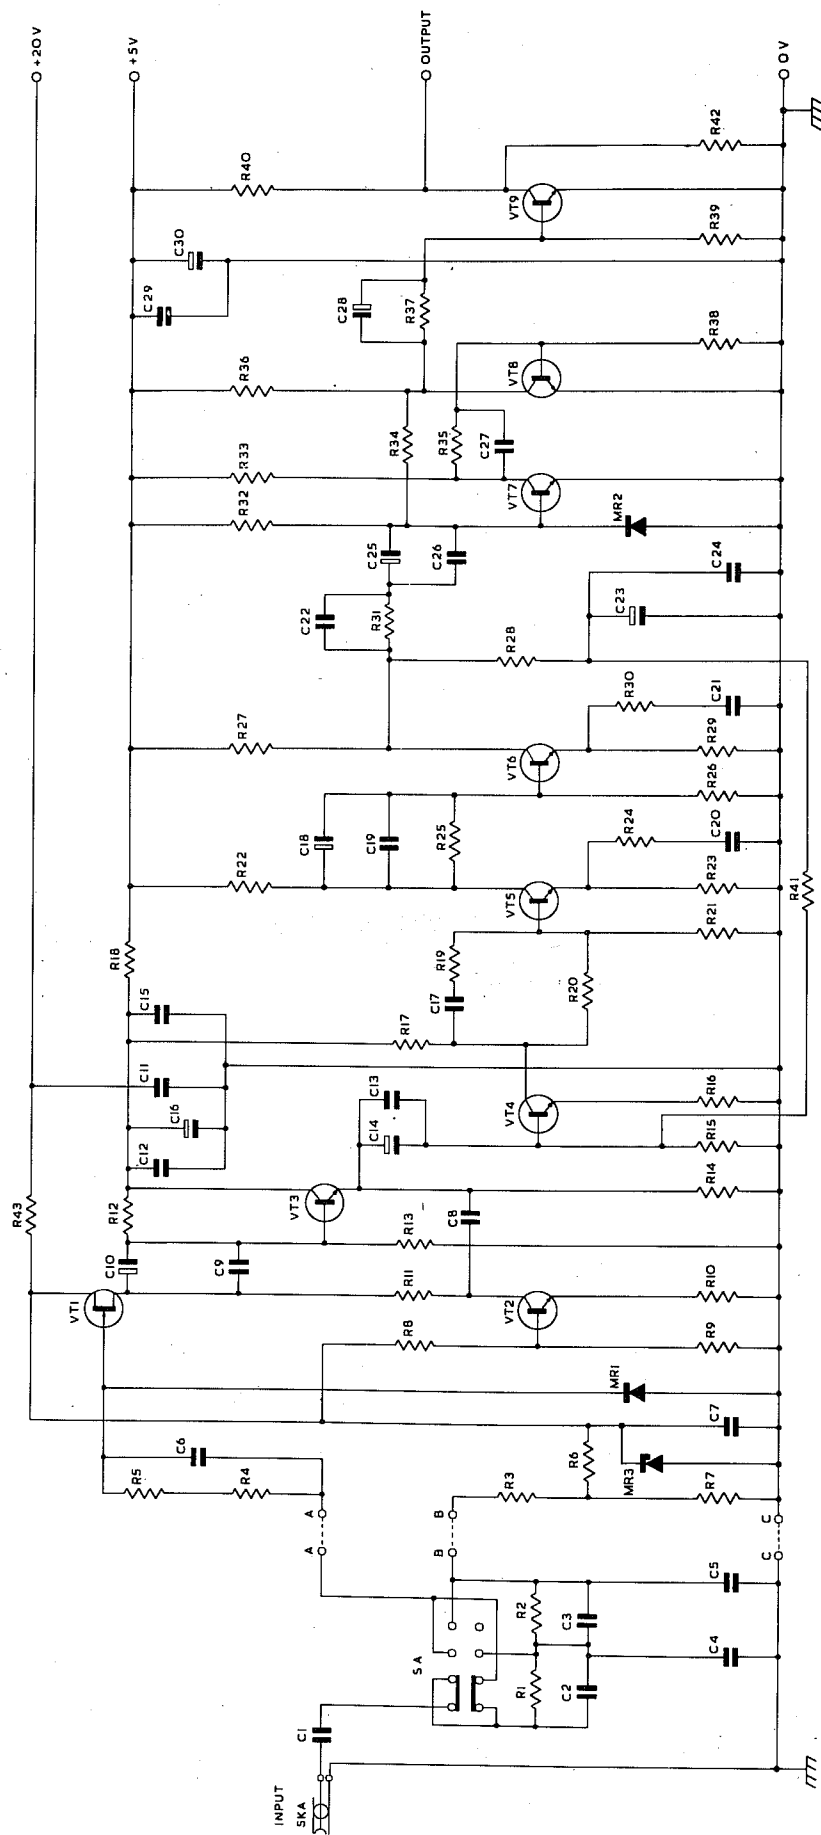 +20V
+5V
OUTPUT
0V
R40
R42
VT9
R39
C30
C29
C28
R37
R38
VT8
R36
R34
R35
C27
R33
R32
VT7
MR2
C25
C26
C24
C23
C22
R31
R28
R30
C21
R27
VT6
R29
R26
C18
C19
R25
R24
C20
R22
VT5
R23
R21
R41
R18
R19
C17
R20
C15
R17
C11
C16
C12
C13
C14
VT4
R16
R15
R14
R43
R12
VT3
C10
C9
R13
C8
VT1
R11
R8
VT2
R10
R9
MR1
C7
C6
R5
R4
R6
MR3
R3
R7
A
A
B
B
C
C
C5
R2
C3
SA
R1
C2
C4
C1
INPUT
SKA